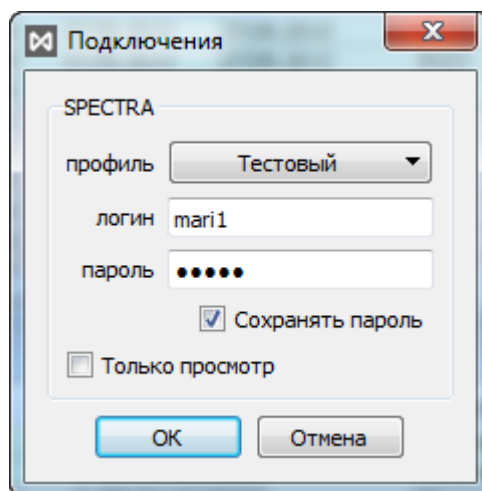 Подключения
SPECTRA
профиль Тестовый
логин mari1
пароль ●●●●●
Сохранять пароль
Только просмотр
OK Отмена